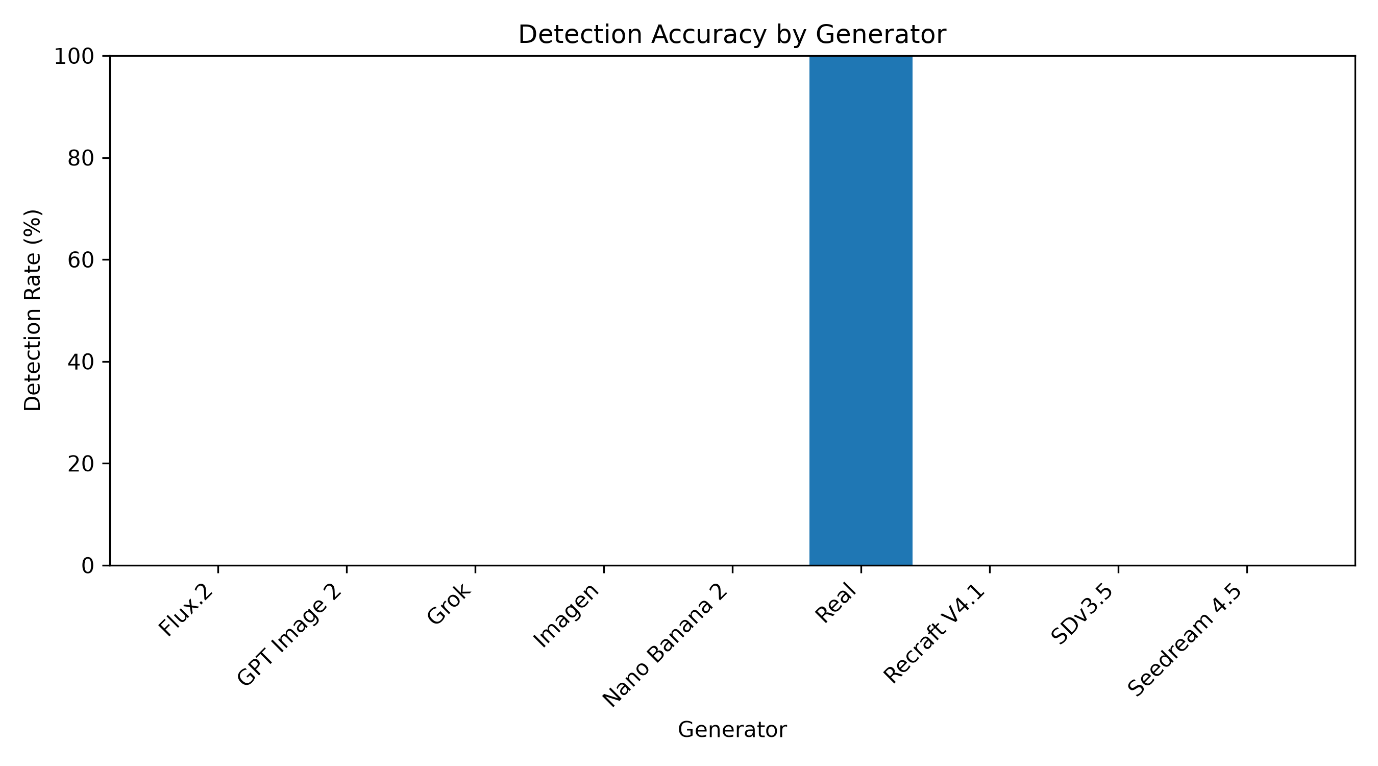 Detection Accuracy by Generator
Detection Rate (%)
100
80
60
40
20
0
Flux.2
GPT Image 2
Grok
Imagen
Nano Banana 2
Real
Recraft V4.1
SDv3.5
Seedream 4.5
Generator